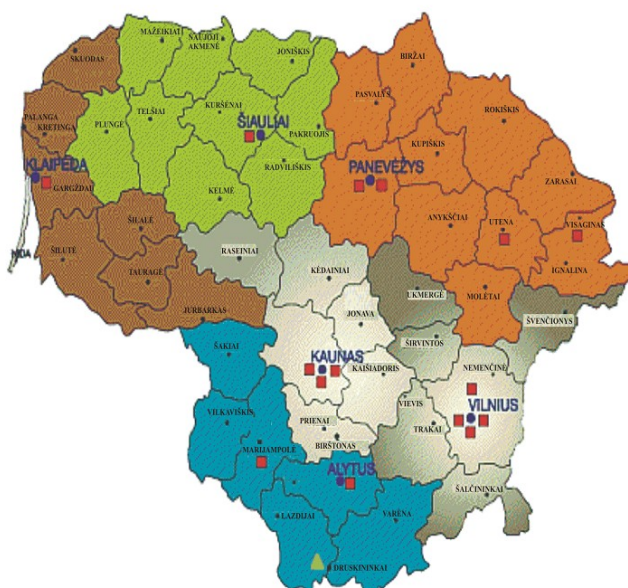 MAŽEIKIAI
NAUJOJI
AKMENĖ
SKUODAS
JONIŠKIS
BIRŽAI
PASVALYS
ROKIŠKIS
PALANGA
KRETINGA
PLUNGĖ
TELŠIAI
KURŠĖNAI
ŠIAULIAI
PAKRUOJIS
KUPIŠKIS
KLAIPĖDA
GARGŽDAI
RADVILIŠKIS
PANEVĖŽYS
ZARASAI
KELMĖ
ANYKŠČIAI
UTENA
VISAGINAS
ŠILALĖ
NIDA
ŠILUTĖ
RASEINIAI
IGNALINA
TAURAGĖ
KĖDAINIAI
UKMERGĖ
MOLĖTAI
JURBARKAS
JONAVA
ŠVENČIONYS
ŠIRVINTOS
ŠAKIAI
KAUNAS
KAIŠIADORIS
NEMENČINĖ
VIEVIS
VILNIUS
VILKAVIŠKIS
PRIENAI
BIRŠTONAS
TRAKAI
MARIJAMPOLĖ
ALYTUS
ŠALČININKAI
LAZDIJAI
VARĖNA
DRUSKININKAI